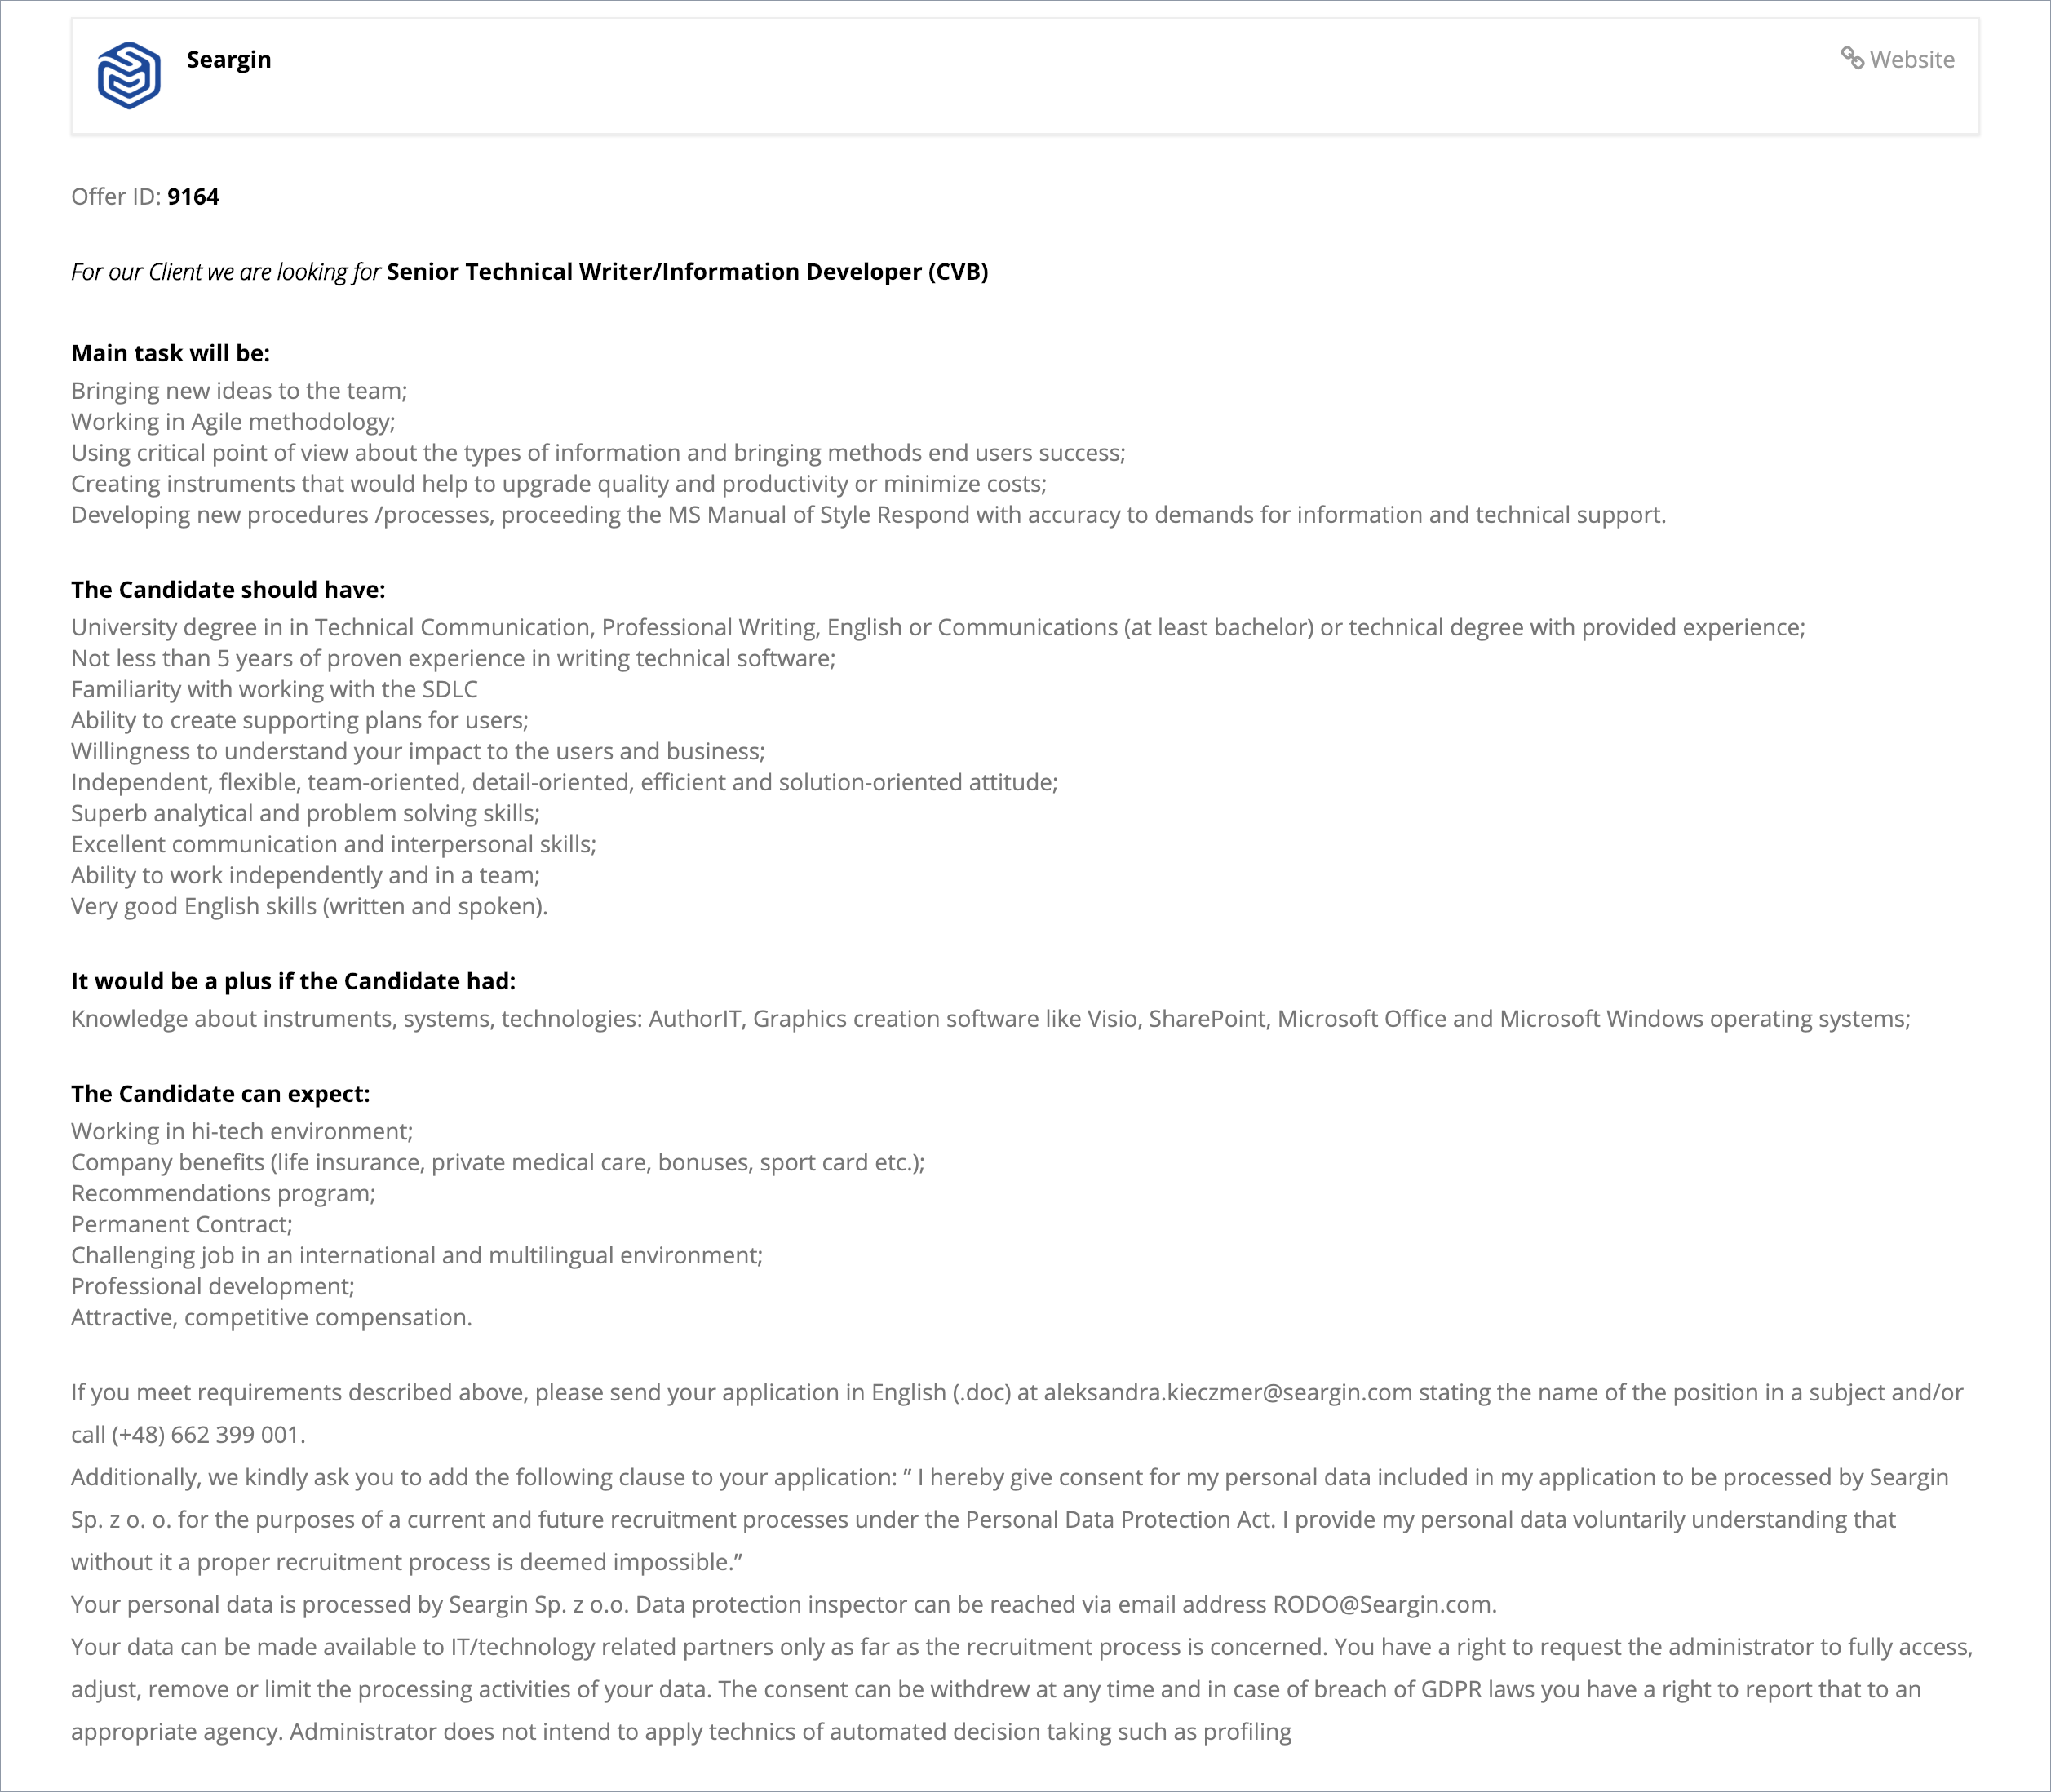 Seargin
Website
Offer ID: 9164
For our Client we are looking for Senior Technical Writer/Information Developer (CVB)
Main task will be:
Bringing new ideas to the team;
Working in Agile methodology;
Using critical point of view about the types of information and bringing methods end users success;
Creating instruments that would help to upgrade quality and productivity or minimize costs;
Developing new procedures /processes, proceeding the MS Manual of Style Respond with accuracy to demands for information and technical support.
The Candidate should have:
University degree in in Technical Communication, Professional Writing, English or Communications (at least bachelor) or technical degree with provided experience;
Not less than 5 years of proven experience in writing technical software;
Familiarity with working with the SDLC
Ability to create supporting plans for users;
Willingness to understand your impact to the users and business;
Independent, flexible, team-oriented, detail-oriented, efficient and solution-oriented attitude;
Superb analytical and problem solving skills;
Excellent communication and interpersonal skills;
Ability to work independently and in a team;
Very good English skills (written and spoken).
It would be a plus if the Candidate had:
Knowledge about instruments, systems, technologies: AuthorIT, Graphics creation software like Visio, SharePoint, Microsoft Office and Microsoft Windows operating systems;
The Candidate can expect:
Working in hi-tech environment;
Company benefits (life insurance, private medical care, bonuses, sport card etc.);
Recommendations program;
Permanent Contract;
Challenging job in an international and multilingual environment;
Professional development;
Attractive, competitive compensation.
If you meet requirements described above, please send your application in English (.doc) at aleksandra.kieczmer@seargin.com stating the name of the position in a subject and/or
call (+48) 662 399 001.
Additionally, we kindly ask you to add the following clause to your application: ” I hereby give consent for my personal data included in my application to be processed by Seargin
Sp. z o. o. for the purposes of a current and future recruitment processes under the Personal Data Protection Act. I provide my personal data voluntarily understanding that
without it a proper recruitment process is deemed impossible.”
Your personal data is processed by Seargin Sp. z o.o. Data protection inspector can be reached via email address RODO@Seargin.com.
Your data can be made available to IT/technology related partners only as far as the recruitment process is concerned. You have a right to request the administrator to fully access,
adjust, remove or limit the processing activities of your data. The consent can be withdrew at any time and in case of breach of GDPR laws you have a right to report that to an
appropriate agency. Administrator does not intend to apply technics of automated decision taking such as profiling